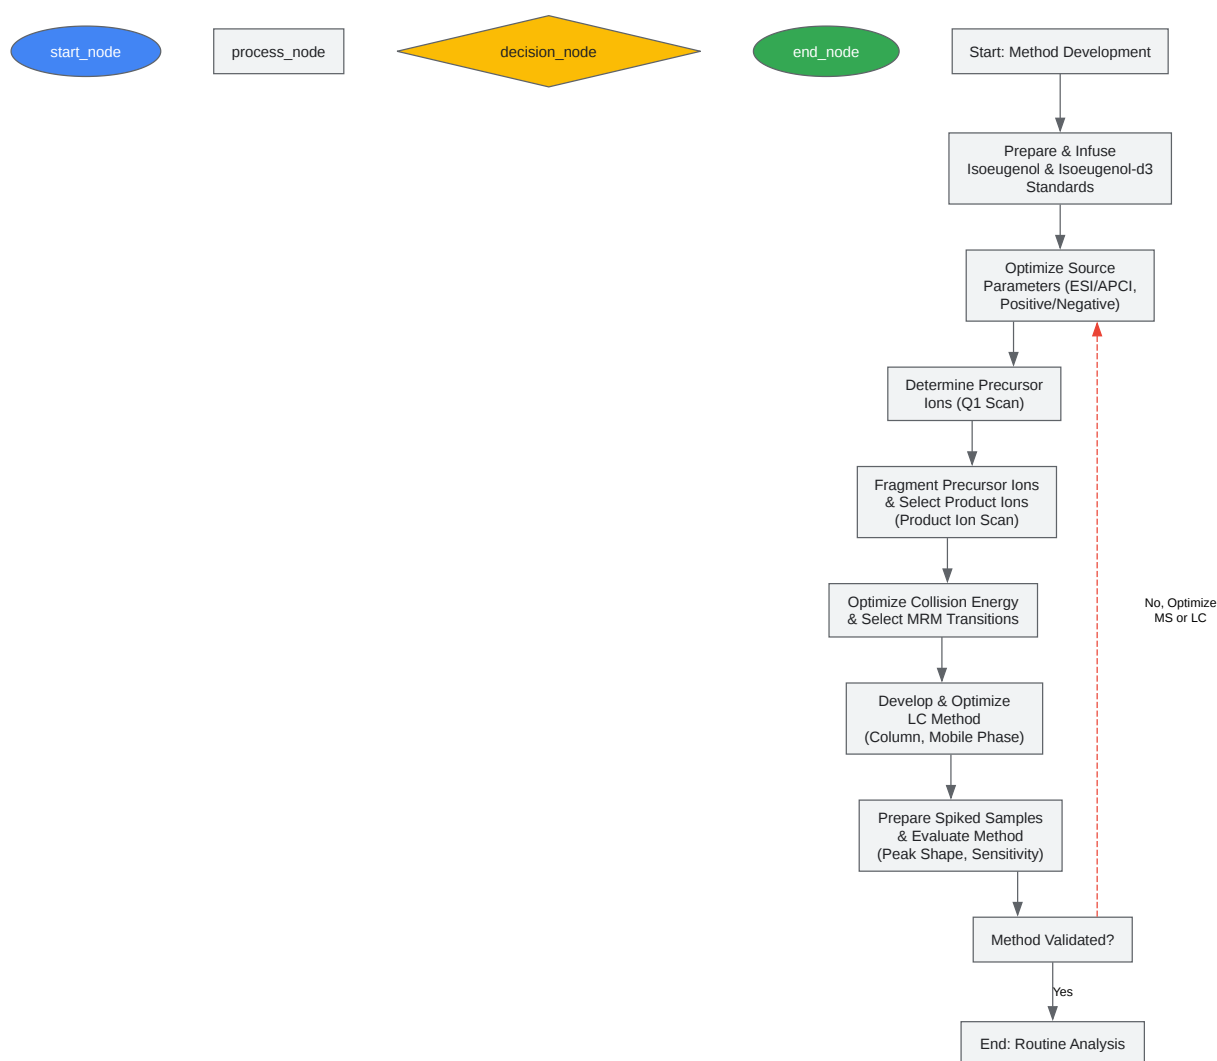 start_node
process_node
decision_node
end_node
Start: Method Development
Prepare & Infuse
Isoeugenol & Isoeugenol-d3
Standards
Optimize Source
Parameters (ESI/APCI,
Positive/Negative)
Determine Precursor
Ions (Q1 Scan)
Fragment Precursor Ions
& Select Product Ions
(Product Ion Scan)
Optimize Collision Energy
& Select MRM Transitions
No, Optimize
MS or LC
Develop & Optimize
LC Method
(Column, Mobile Phase)
Prepare Spiked Samples
& Evaluate Method
(Peak Shape, Sensitivity)
Method Validated?
Yes
End: Routine Analysis